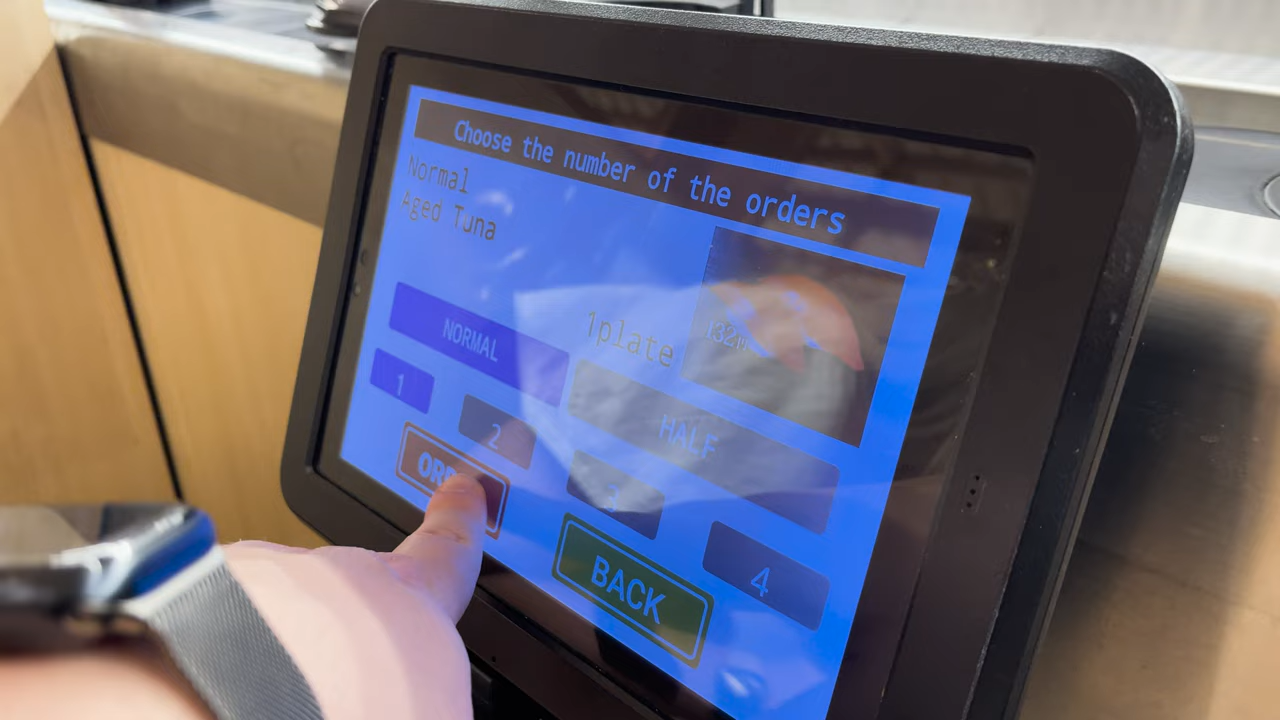 Choose the number of the orders
Normal
Aged Tuna
1plate
NORMAL
HALF
1
2
3
4
BACK